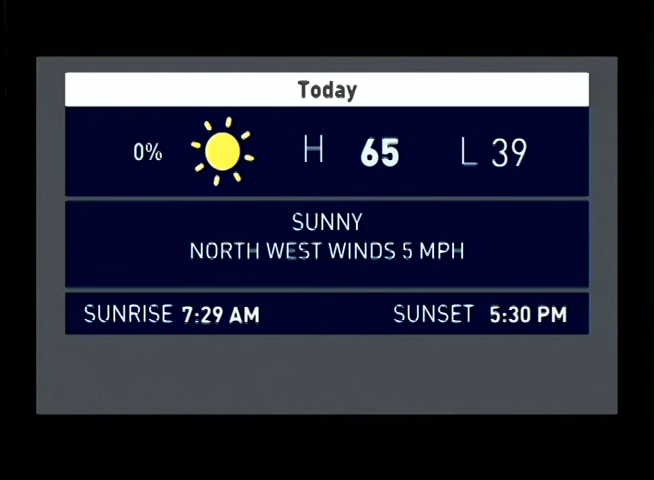 Today
0% H 65 L 39
SUNNY
NORTH WEST WINDS 5 MPH
SUNRISE 7:29 AM SUNSET 5:30 PM